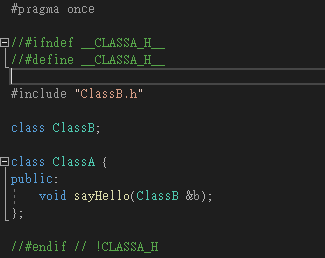 #pragma once
//#ifndef __CLASSA_H__
//#define __CLASSA_H__
#include "ClassB.h"
class ClassB;
class ClassA {
public:
void sayHello(ClassB &b);
};
//#endif // !CLASSA_H